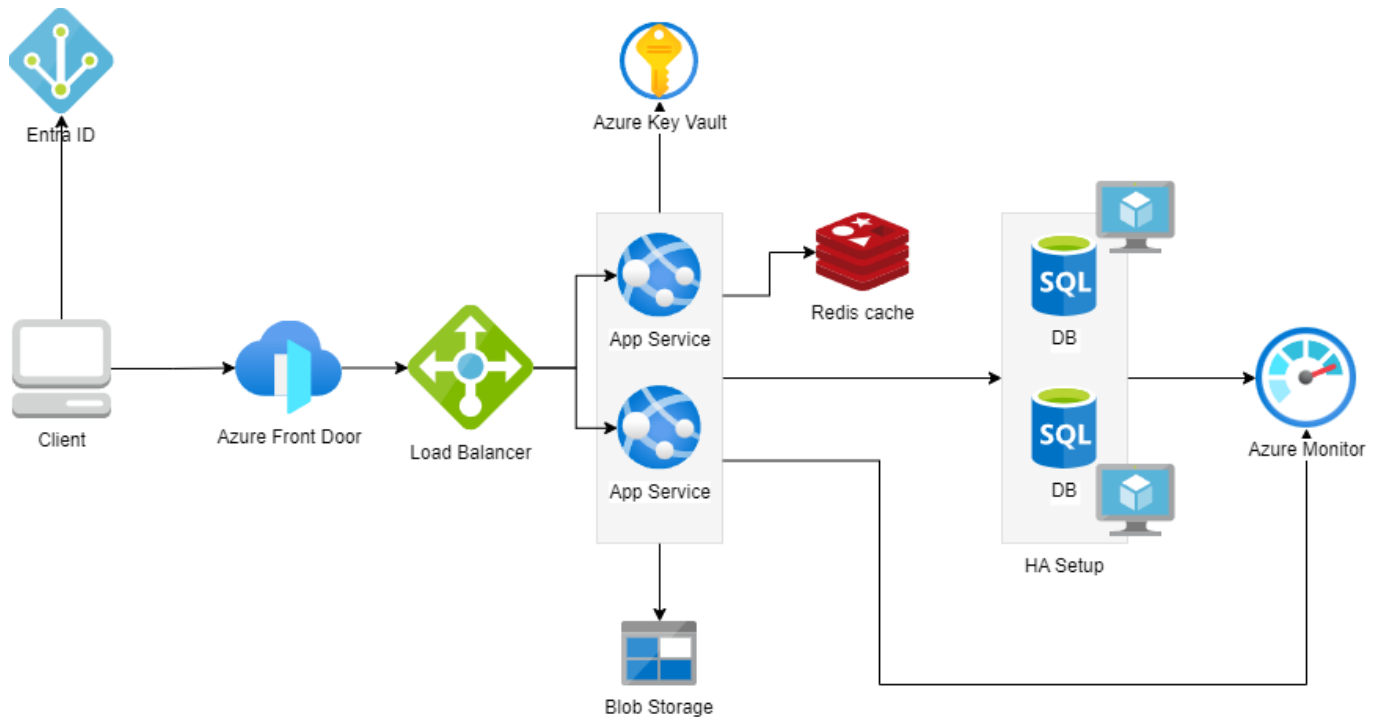 Entra ID
Azure Key Vault
Redis cache
SQL
DB
App Service
Client
Azure Front Door
Load Balancer
App Service
SQL
DB
Azure Monitor
HA Setup
Blob Storage